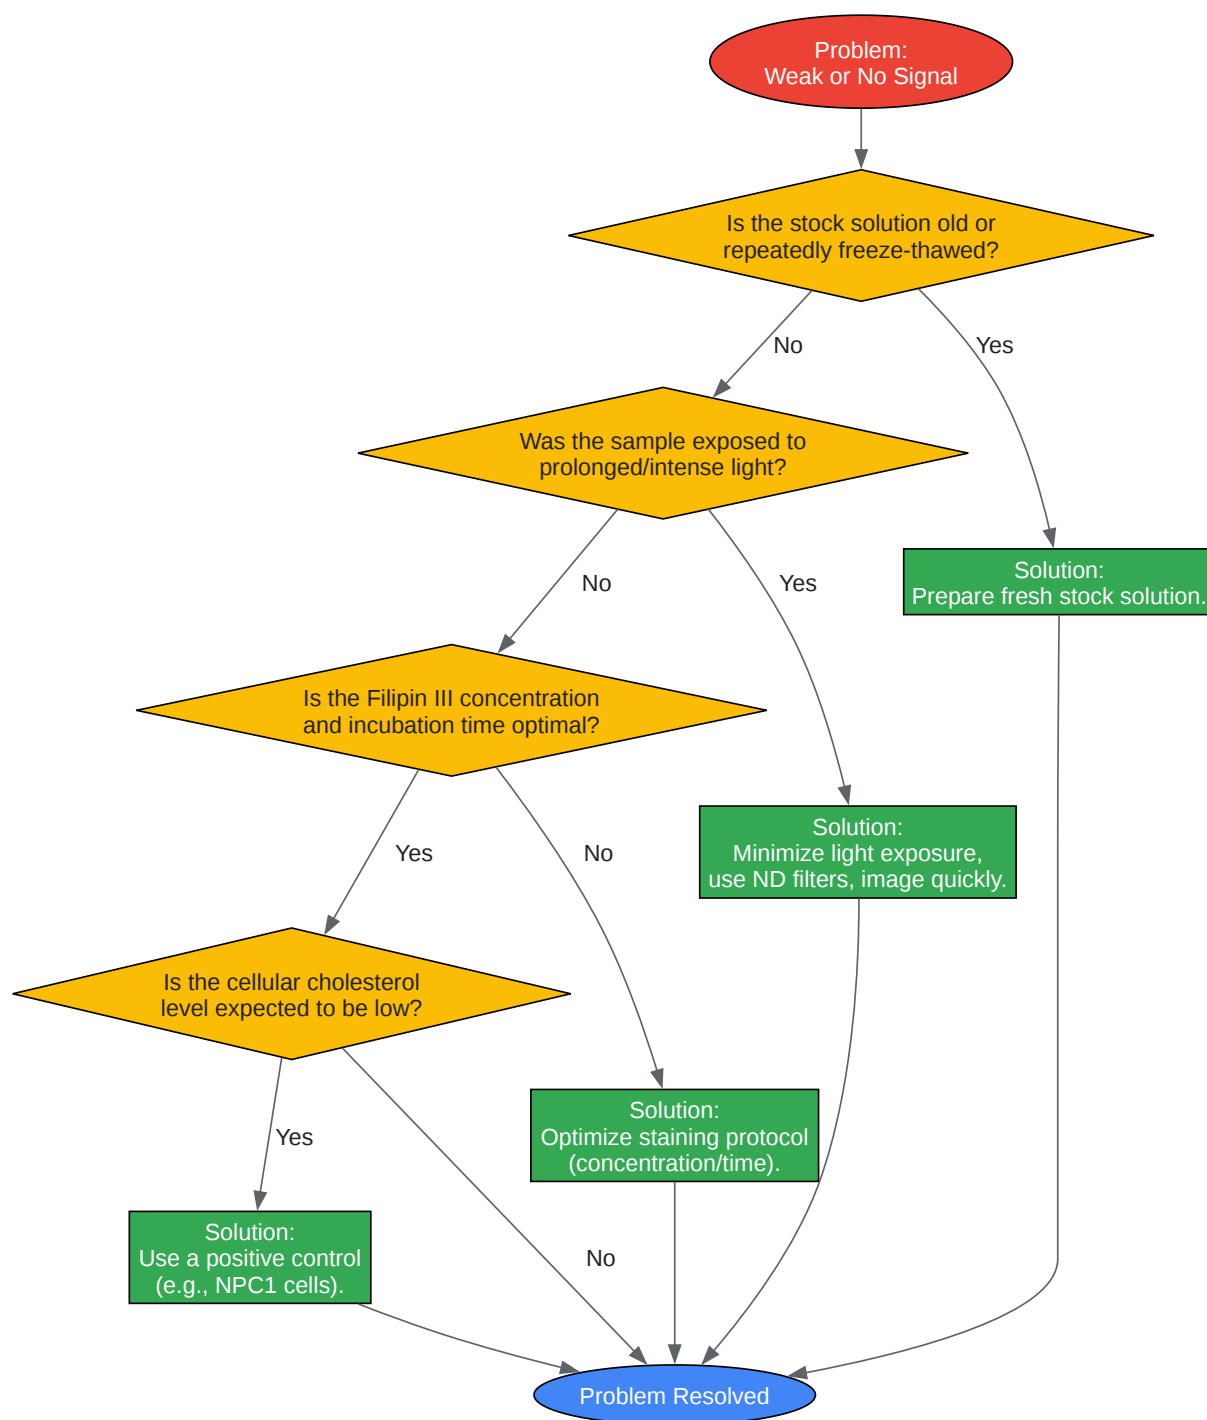 Problem:
Weak or No Signal
Is the stock solution old or
repeatedly freeze-thawed?
No
Yes
Was the sample exposed to
prolonged/intense light?
No
Yes
Solution:
Prepare fresh stock solution.
Is the Filipin III concentration
and incubation time optimal?
Yes
No
Solution:
Minimize light exposure,
use ND filters, image quickly.
Is the cellular cholesterol
level expected to be low?
Yes
No
Solution:
Optimize staining protocol
(concentration/time).
Solution:
Use a positive control
(e.g., NPC1 cells).
Problem Resolved